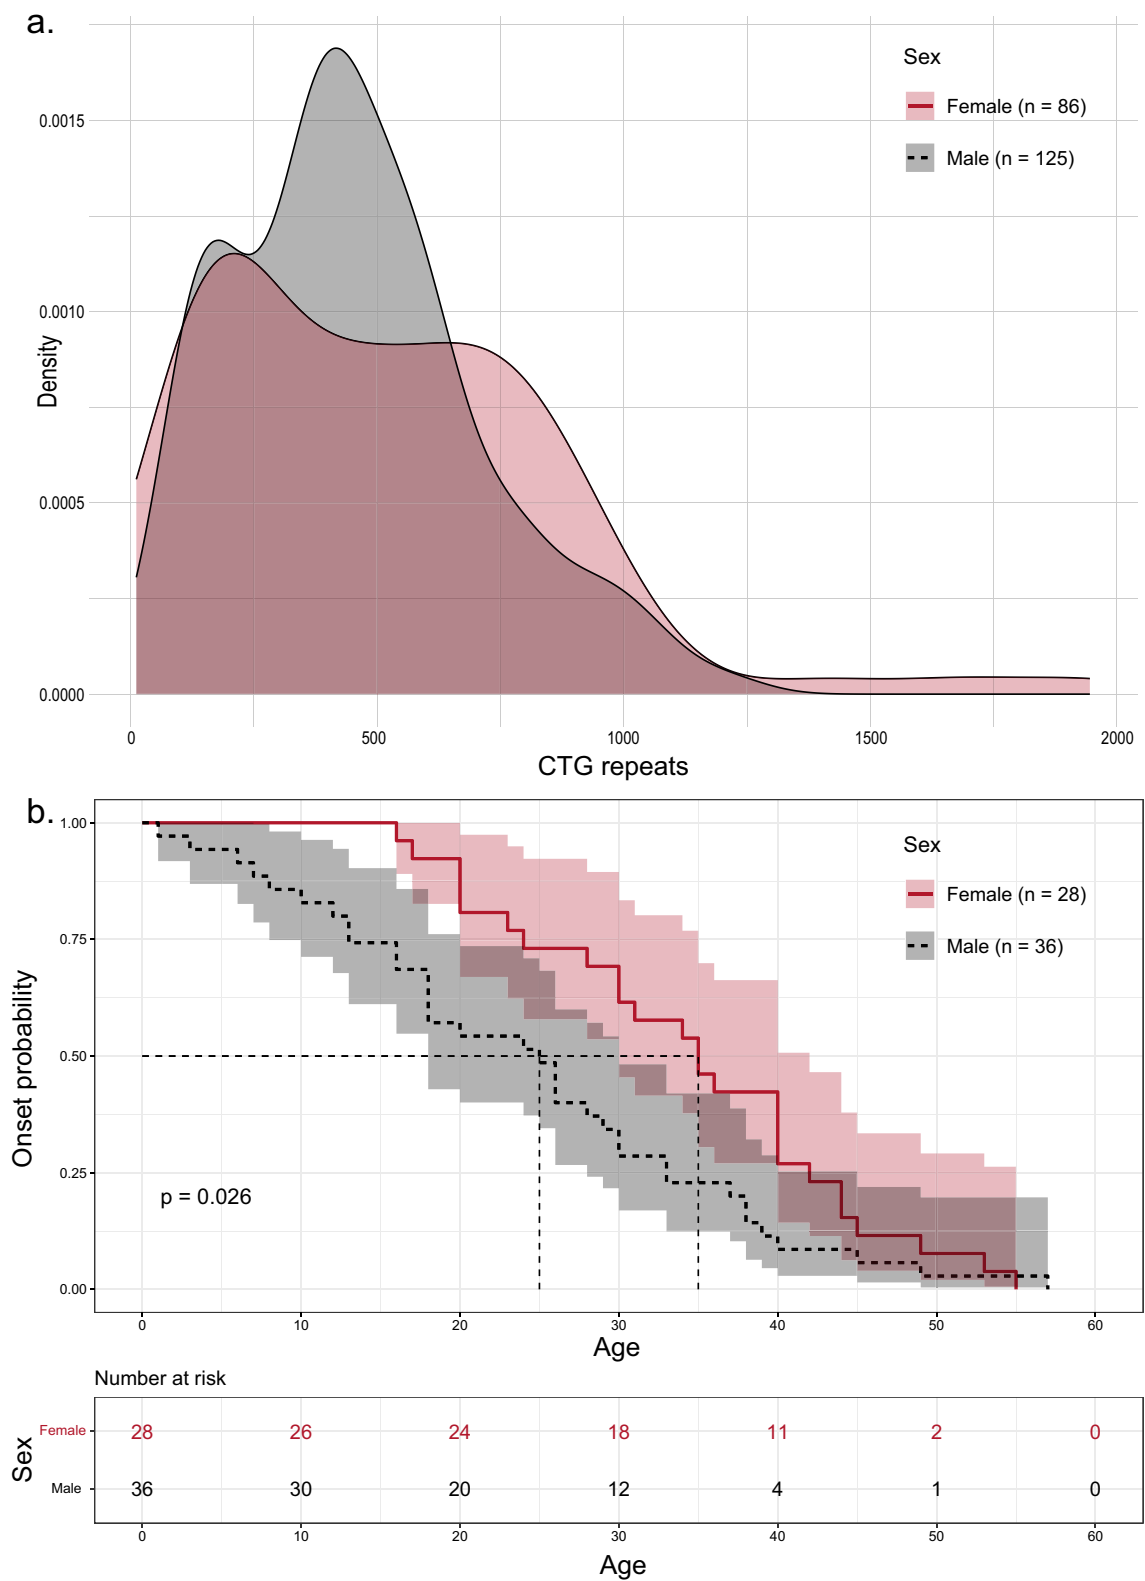 a.
Sex
Female (n = 86)
Male (n = 125)
0.0015
0.0010
0.0005
0.0000
Density
0 500 1000 1500 2000
CTG repeats
b.
Sex
Female (n = 28)
Male (n = 36)
1.00
0.75
0.50
0.25
0.00
Onset probability
p = 0.026
0 10 20 30 40 50 60
Age
Number at risk
Sex
Female 28 26 24 18 11 2 0
Male 36 30 20 12 4 1 0
0 10 20 30 40 50 60
Age